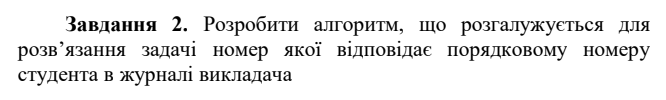 Завдання 2. Розробити алгоритм, що розгалужується для
розв’язання задачі номер якої відповідає порядковому номеру
студента в журналі викладача